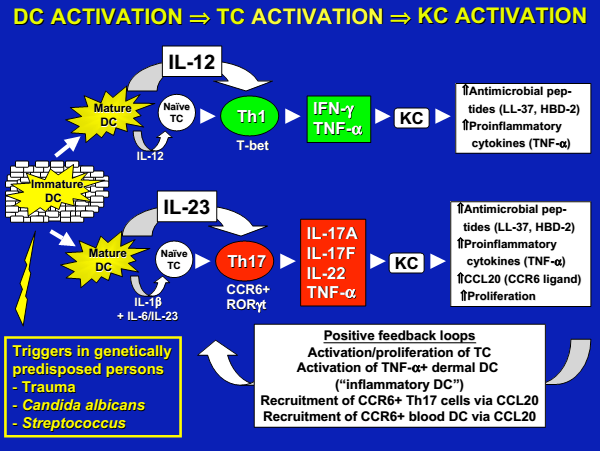 DC ACTIVATION ⇒ TC ACTIVATION ⇒ KC ACTIVATION
IL-12
Mature
DC
Naïve
TC
IL-12
Th1
T-bet
IFN-γ
TNF-α
KC
⇑Antimicrobial pep-
tides (LL-37, HBD-2)
⇑Proinflammatory
cytokines (TNF-α)
Immature
DC
IL-23
Mature
DC
Naïve
TC
IL-1β
+ IL-6/IL-23
Th17
CCR6+
RORγt
IL-17A
IL-17F
IL-22
TNF-α
KC
⇑Antimicrobial pep-
tides (LL-37, HBD-2)
⇑Proinflammatory
cytokines (TNF-α)
⇑CCL20 (CCR6 ligand)
⇑Proliferation
Triggers in genetically
predisposed persons
- Trauma
- Candida albicans
- Streptococcus
Positive feedback loops
Activation/proliferation of TC
Activation of TNF-α+ dermal DC
(“inflammatory DC”)
Recruitment of CCR6+ Th17 cells via CCL20
Recruitment of CCR6+ blood DC via CCL20